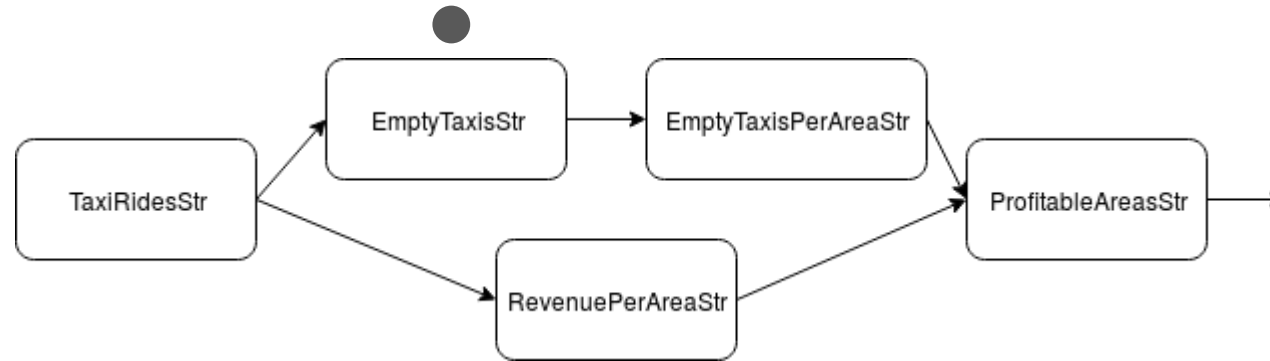 EmptyTaxisStr
EmptyTaxisPerAreaStr
TaxiRidesStr
ProfitableAreasStr
RevenuePerAreaStr